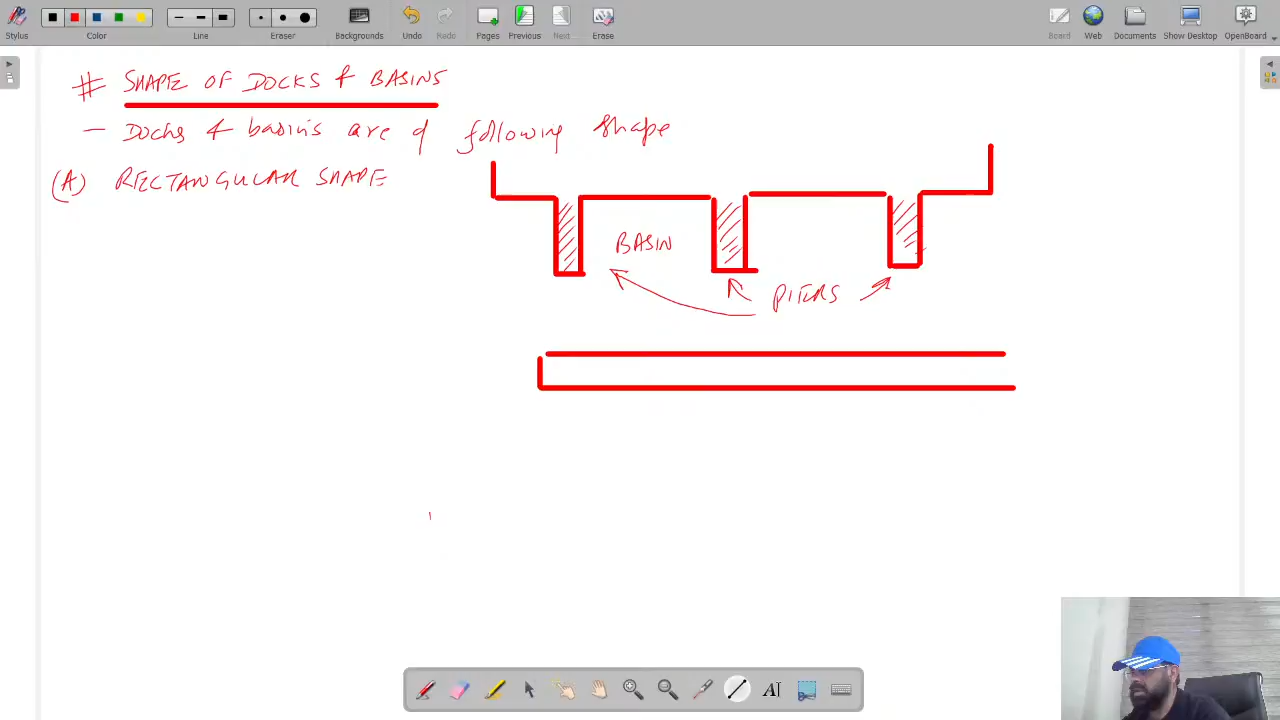 Stylus
Color
Line
Eraser
Backgrounds
Undo
Redo
Pages
Previous
Next
Erase
Board
Web
Documents
Show Desktop
OpenBoard
# SHAPE OF DOCKS & BASINS
- Docks & basins are of following shape
(A) RECTANGULAR SHAPE
BASIN
PIERS